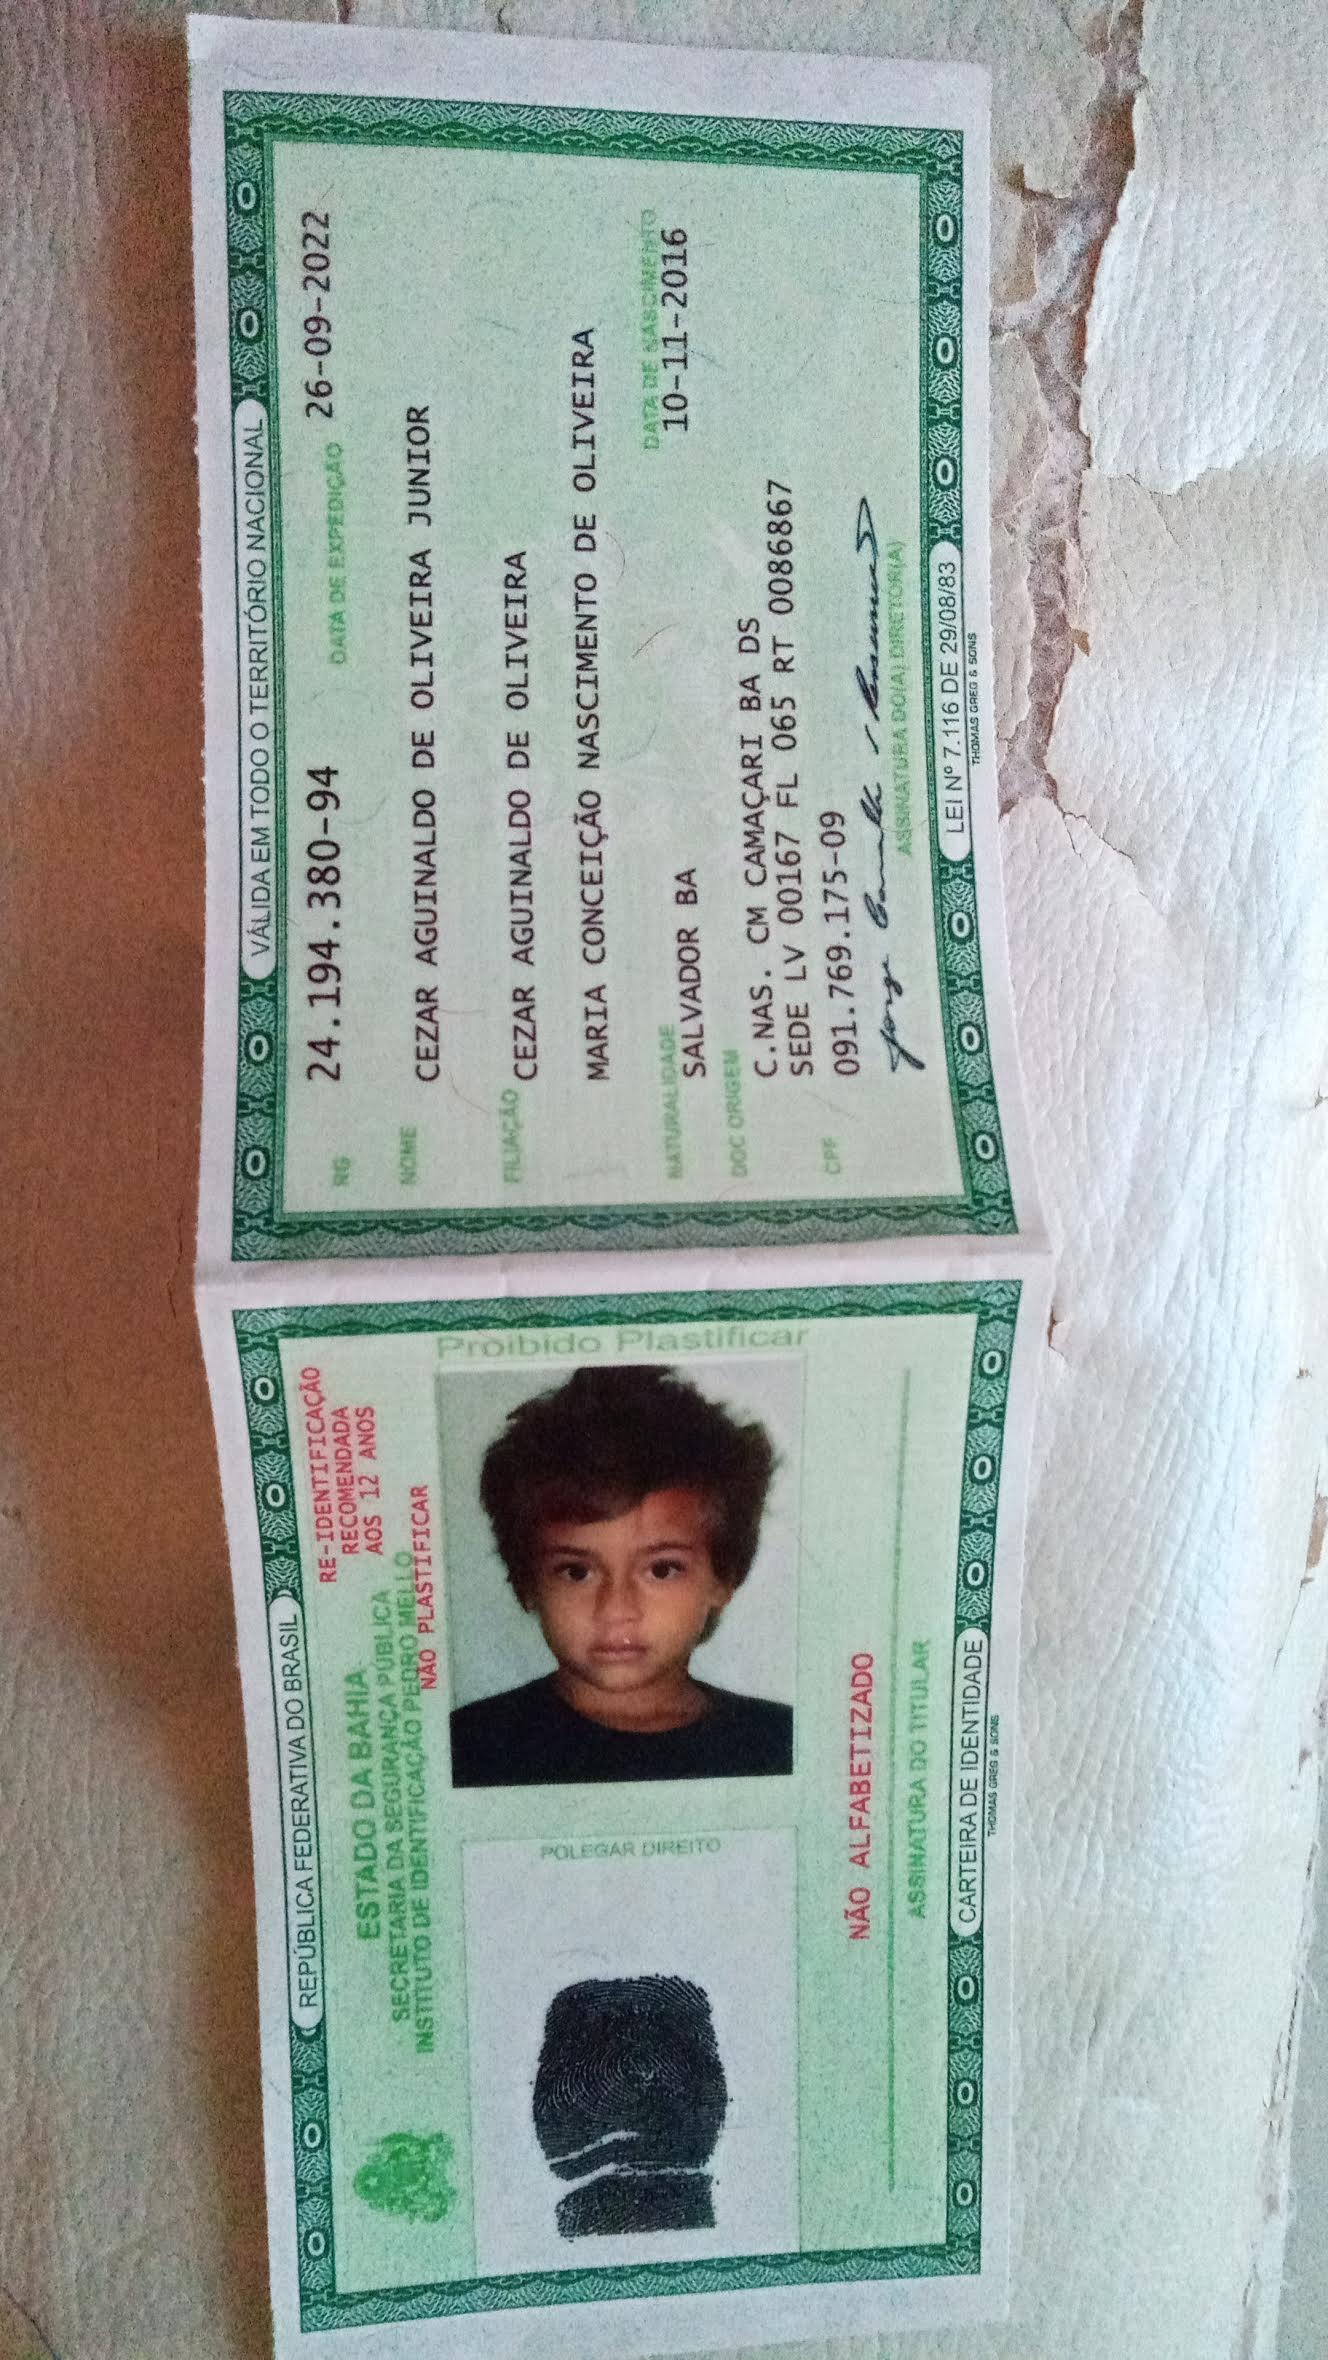 VÁLIDA EM TODO O TERRITÓRIO NACIONAL
RG 24.194.380-94 DATA DE EXPEDIÇÃO 26-09-2022
NOME CEZAR AGUINALDO DE OLIVEIRA JUNIOR
FILIAÇÃO CEZAR AGUINALDO DE OLIVEIRA
MARIA CONCEIÇÃO NASCIMENTO DE OLIVEIRA
NATURALIDADE DATA DE NASCIMENTO
SALVADOR BA 10-11-2016
DOC ORIGEM C.NAS. CM CAMAÇARI BA DS
SEDE LV 00167 FL 065 RT 0086867
CPF 091.769.175-09
ASSINATURA DO(A) DIRETOR(A)
LEI Nº 7.116 DE 29/08/83
THOMAS GREG & SONS
REPÚBLICA FEDERATIVA DO BRASIL
RE-IDENTIFICAÇÃO
RECOMENDADA
AOS 12 ANOS
ESTADO DA BAHIA
SECRETARIA DA SEGURANÇA PÚBLICA
INSTITUTO DE IDENTIFICAÇÃO PEDRO MELLO
NÃO PLASTIFICAR
Proibido Plastificar
POLEGAR DIREITO
NÃO ALFABETIZADO
ASSINATURA DO TITULAR
CARTEIRA DE IDENTIDADE
THOMAS GREG & SONS